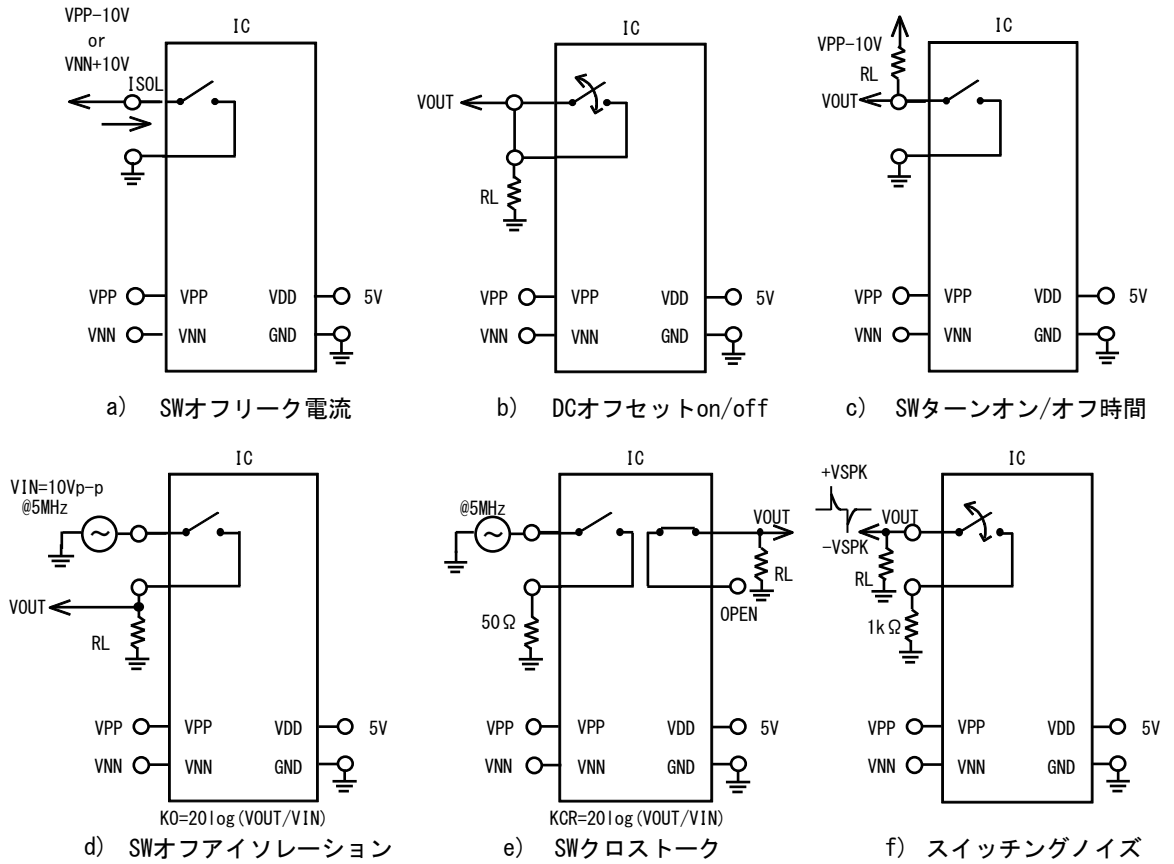 VPP-10V
or
VNN+10V
ISOL
IC
VPP
VPP
VDD
5V
VNN
VNN
GND
a) SWオフリーク電流
IC
VOUT
RL
VPP
VPP
VDD
5V
VNN
VNN
GND
b) DCオフセットon/off
VPP-10V
RL
VOUT
IC
VPP
VPP
VDD
5V
VNN
VNN
GND
c) SWターンオン/オフ時間
IC
VIN=10Vp-p
@5MHz
VOUT
RL
VPP
VPP
VDD
5V
VNN
VNN
GND
KO=20log(VOUT/VIN)
d) SWオフアイソレーション
IC
@5MHz
VOUT
RL
50Ω
OPEN
VPP
VPP
VDD
5V
VNN
VNN
GND
KCR=20log(VOUT/VIN)
e) SWクロストーク
IC
+VSPK
VOUT
-VSPK
RL
1kΩ
VPP
VPP
VDD
5V
VNN
VNN
GND
f) スイッチングノイズ